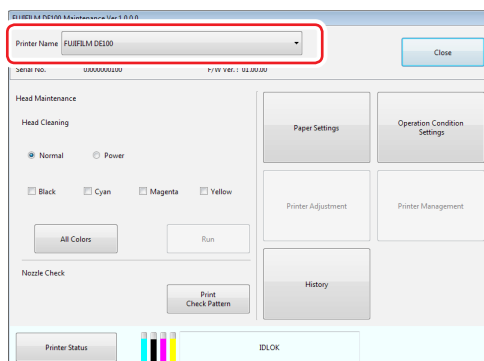 FUJIFILM DE100 Maintenance Ver.1.0.0.0
Printer Name FUJIFILM DE100
Close
Serial No. 0J000000100 F/W Ver. : 01.00.00
Head Maintenance
Head Cleaning
Normal Power
Black Cyan Magenta Yellow
All Colors Run
Nozzle Check
Print
Check Pattern
Paper Settings
Operation Condition
Settings
Printer Adjustment
Printer Management
History
Printer Status
IDLOK